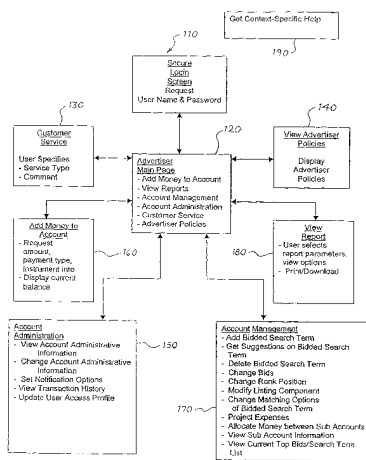 Get Context-Specific Help
190
110
Secure
Login
Screen
Request
User Name & Password
130
Customer
Service
User Specifies
- Service Type
- Comment
120
Advertiser
Main Page
- Add Money to Account
- View Reports
- Account Management
- Account Administration
- Customer Service
- Advertiser Policies
140
View Advertiser
Policies
Display
Advertiser
Policies
Add Money to
Account
- Request
amount,
payment type,
instrument info
- Display current
balance
160
View
Report
- User selects
report parameters,
view options
- Print/Download
180
Account
Administration
- View Account Administrative
Information
- Change Account Administrative
Information
- Set Notification Options
- View Transaction History
- Update User Access Profile
150
Account Management
- Add Bidded Search Term
- Get Suggestions on Bidded Search
Term
- Delete Bidded Search Term
- Change Bids
- Change Rank Position
- Modify Listing Component
- Change Matching Options
of Bidded Search Term
- Project Expenses
- Allocate Money between Sub Accounts
- View Sub Account Information
- View Current Top Bids/Search Term
List
170